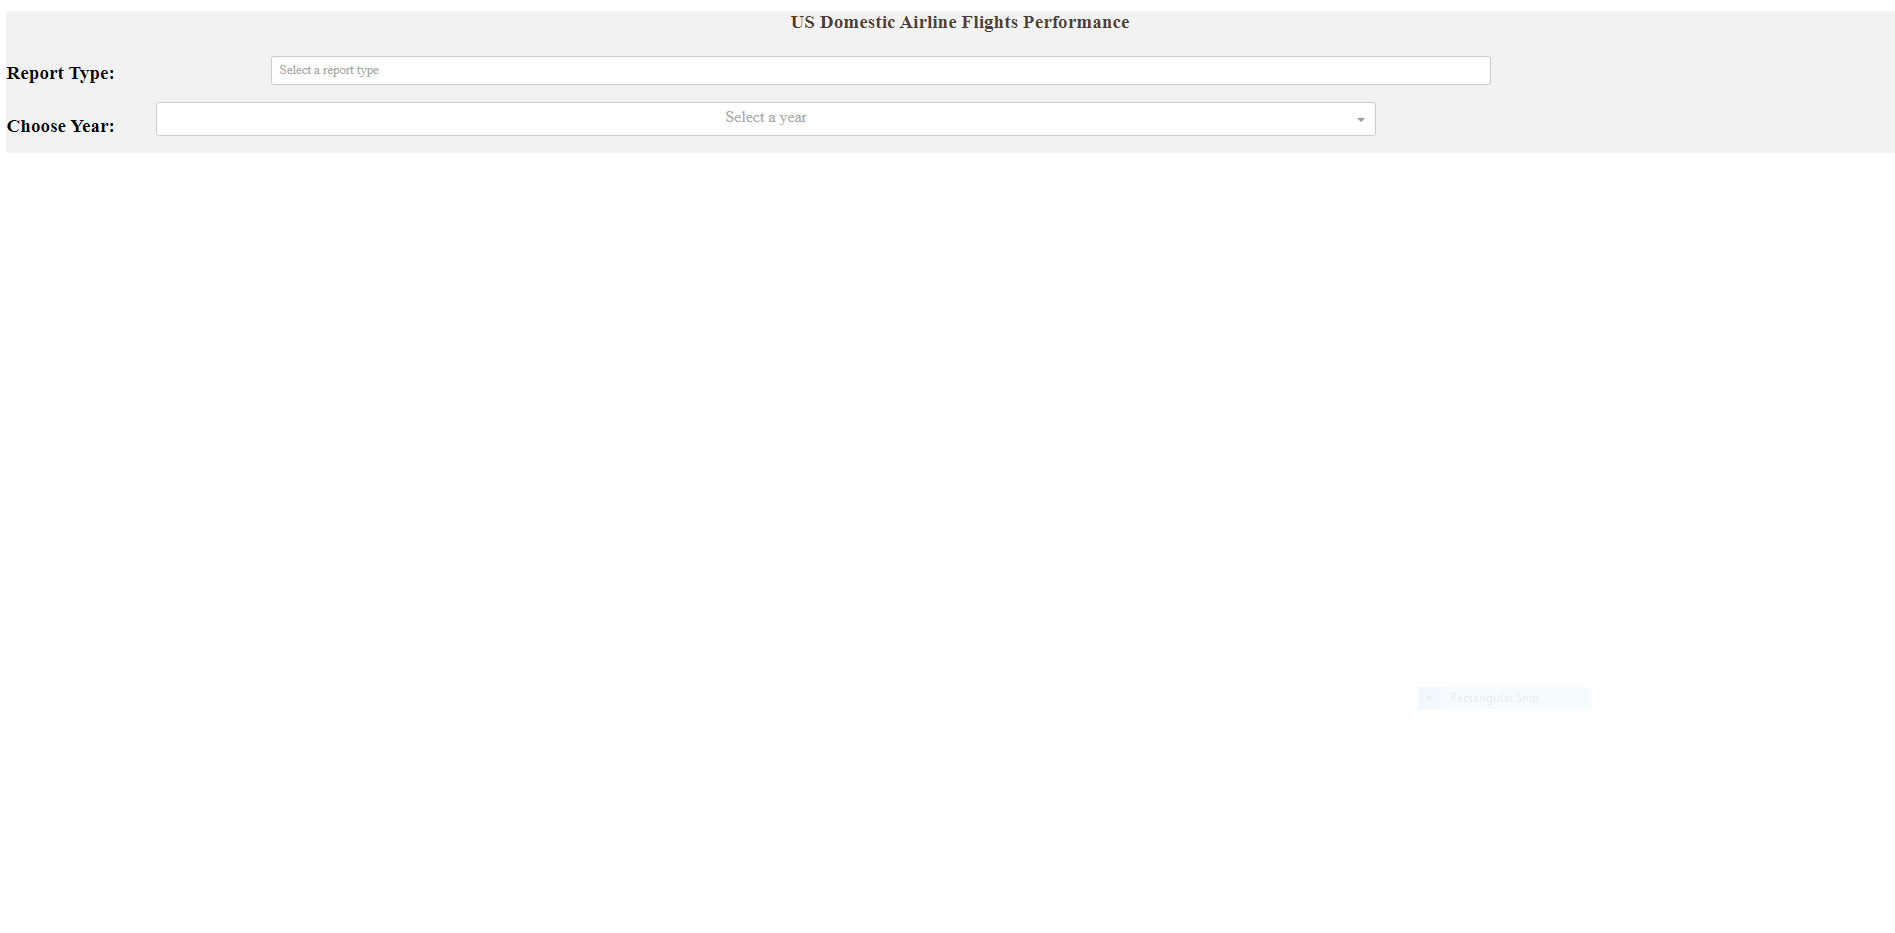 US Domestic Airline Flights Performance
Report Type:
Select a report type
Choose Year:
Select a year
Rectangular Snip